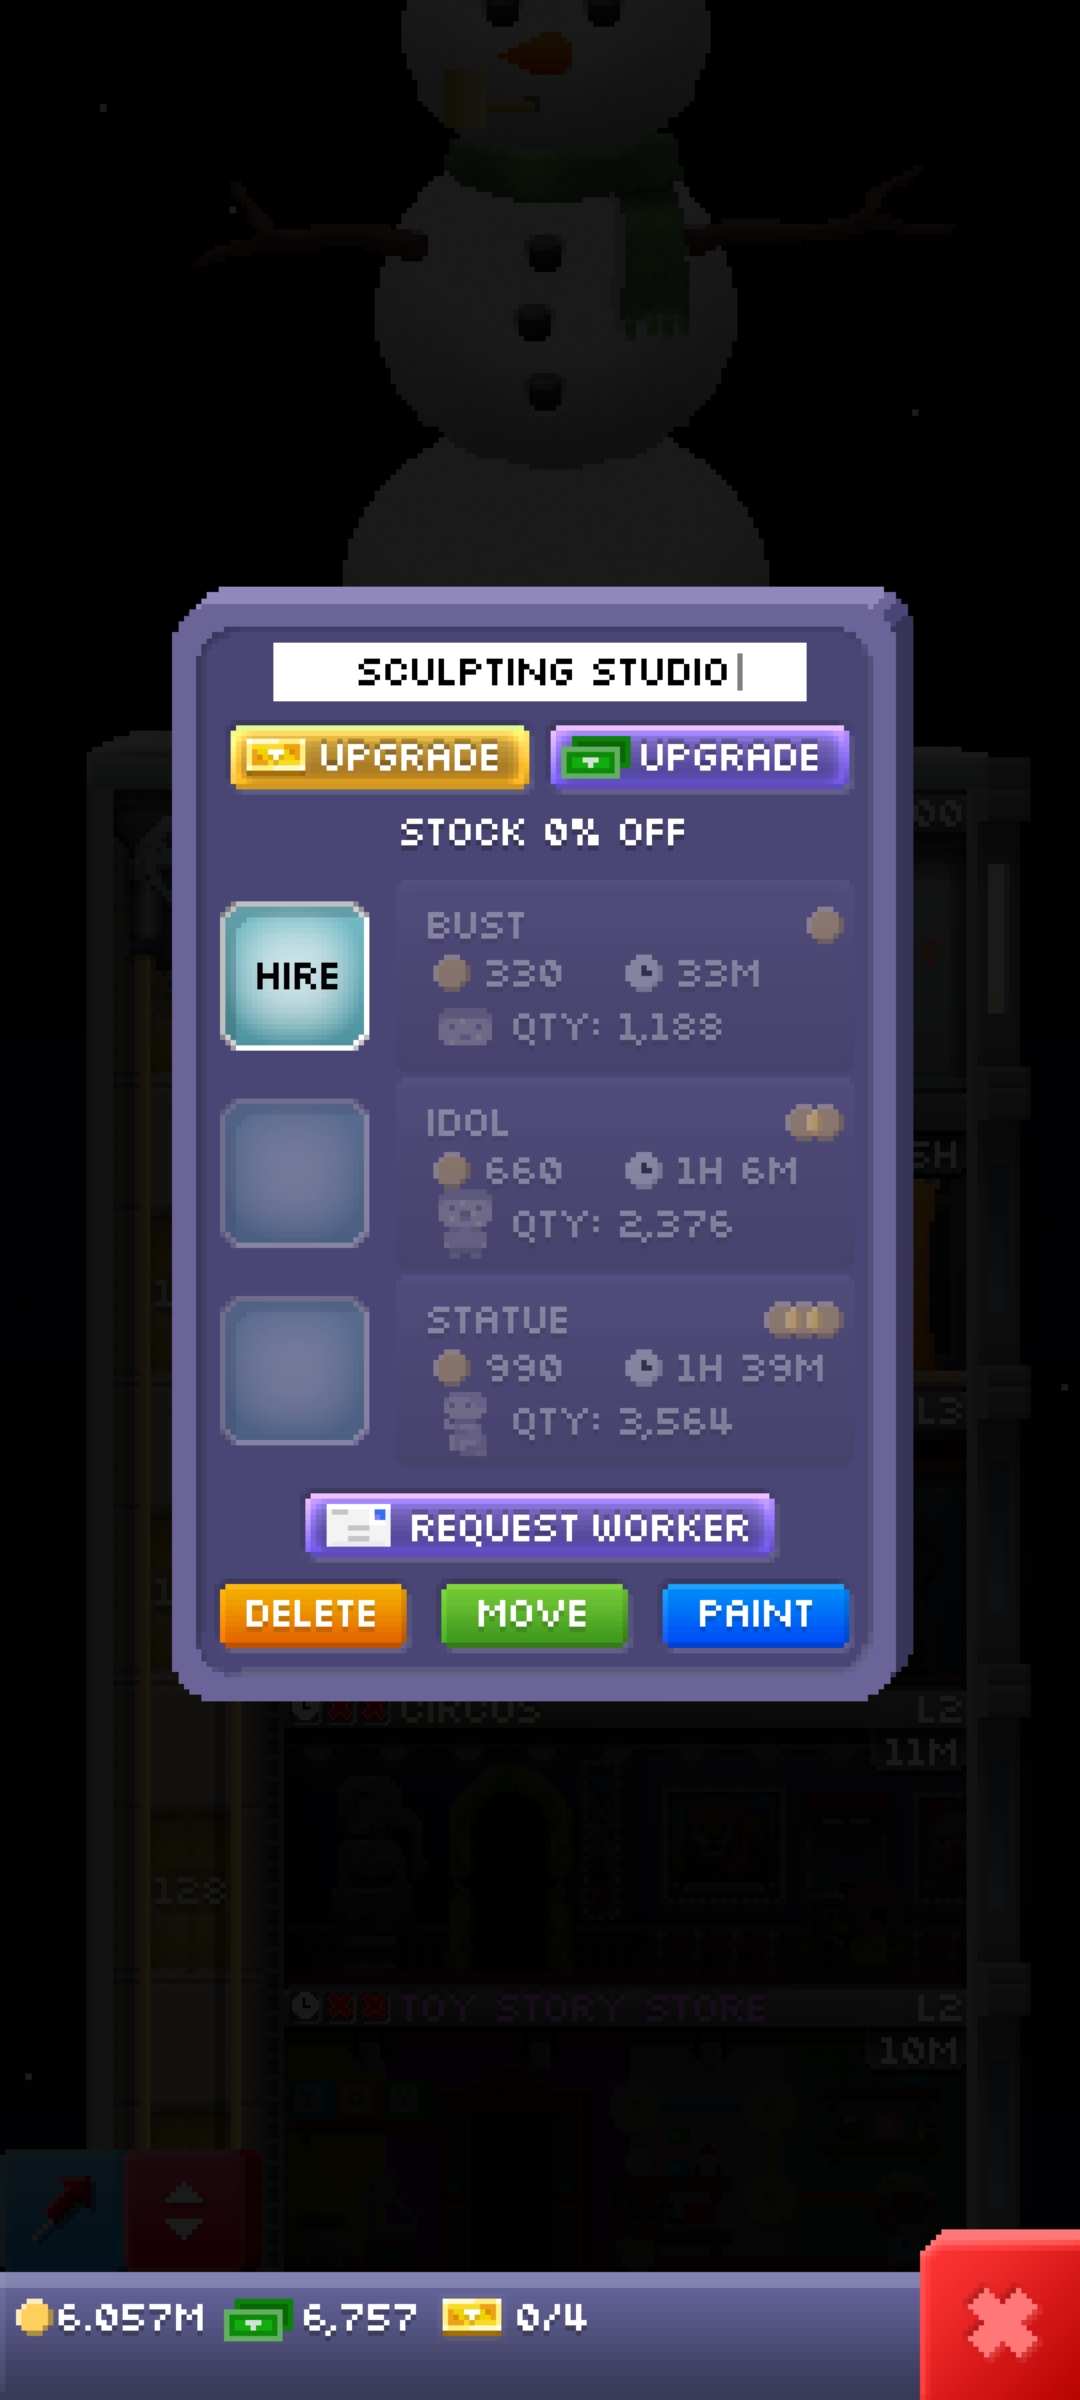 SCULPTING STUDIO
UPGRADE UPGRADE
STOCK 0% OFF
HIRE
BUST
330 33M
QTY: 1,188
IDOL
660 1H 6M
QTY: 2,376
STATUE
990 1H 39M
QTY: 3,564
L3
REQUEST WORKER
DELETE MOVE PAINT
CIRCUS L2
11M
128
TOY STORY STORE L2
10M
6.057M 6,757 0/4